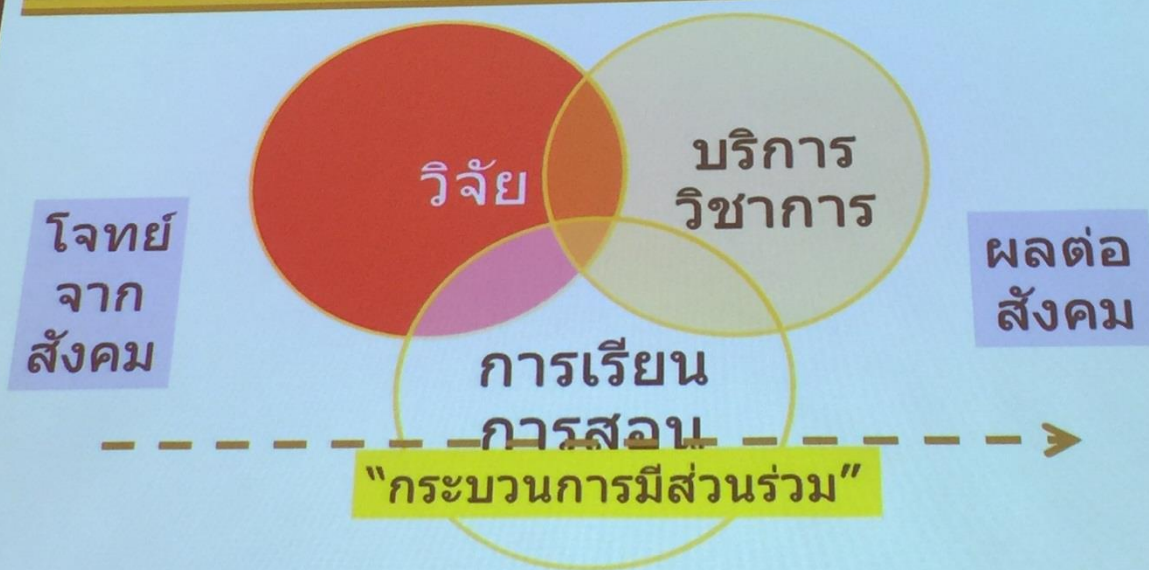 โจทย์
จาก
สังคม
วิจัย
บริการ
วิชาการ
การเรียน
การสอน
"กระบวนการมีส่วนร่วม"
ผลต่อ
สังคม